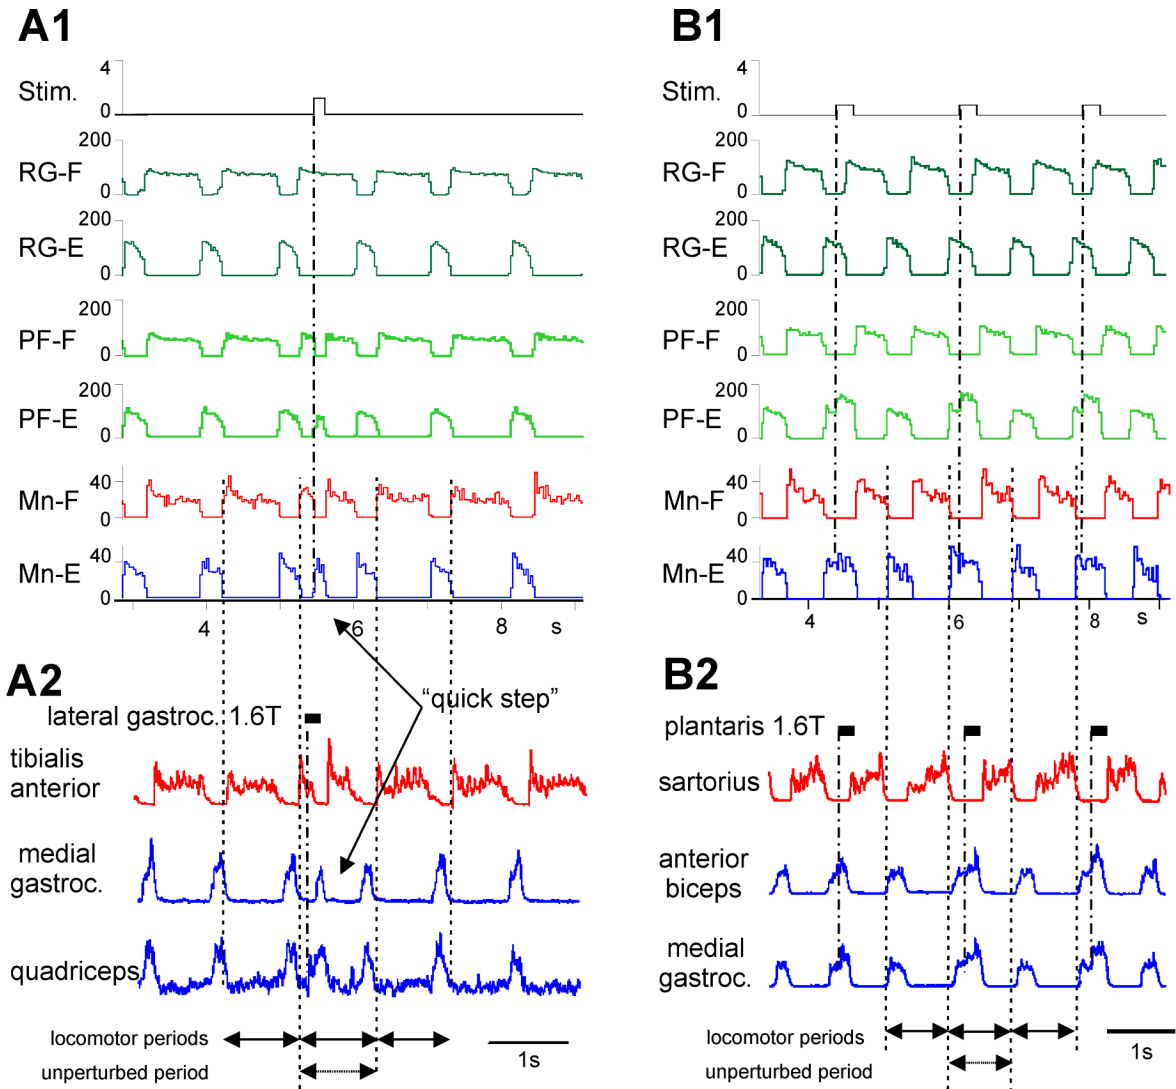 A1
4
Stim.
0
200
RG-F
0
200
RG-E
0
200
PF-F
0
200
PF-E
0
40
Mn-F
0
40
Mn-E
0
4
6
8
s
B1
4
Stim.
0
200
RG-F
0
200
RG-E
0
200
PF-F
0
200
PF-E
0
40
Mn-F
0
40
Mn-E
0
4
6
8
s
A2
"quick step"
lateral gastroc. 1.6T
tibialis
anterior
medial
gastroc.
quadriceps
locomotor periods
unperturbed period
1s
B2
plantaris 1.6T
sartorius
anterior
biceps
medial
gastroc.
locomotor periods
unperturbed period
1s